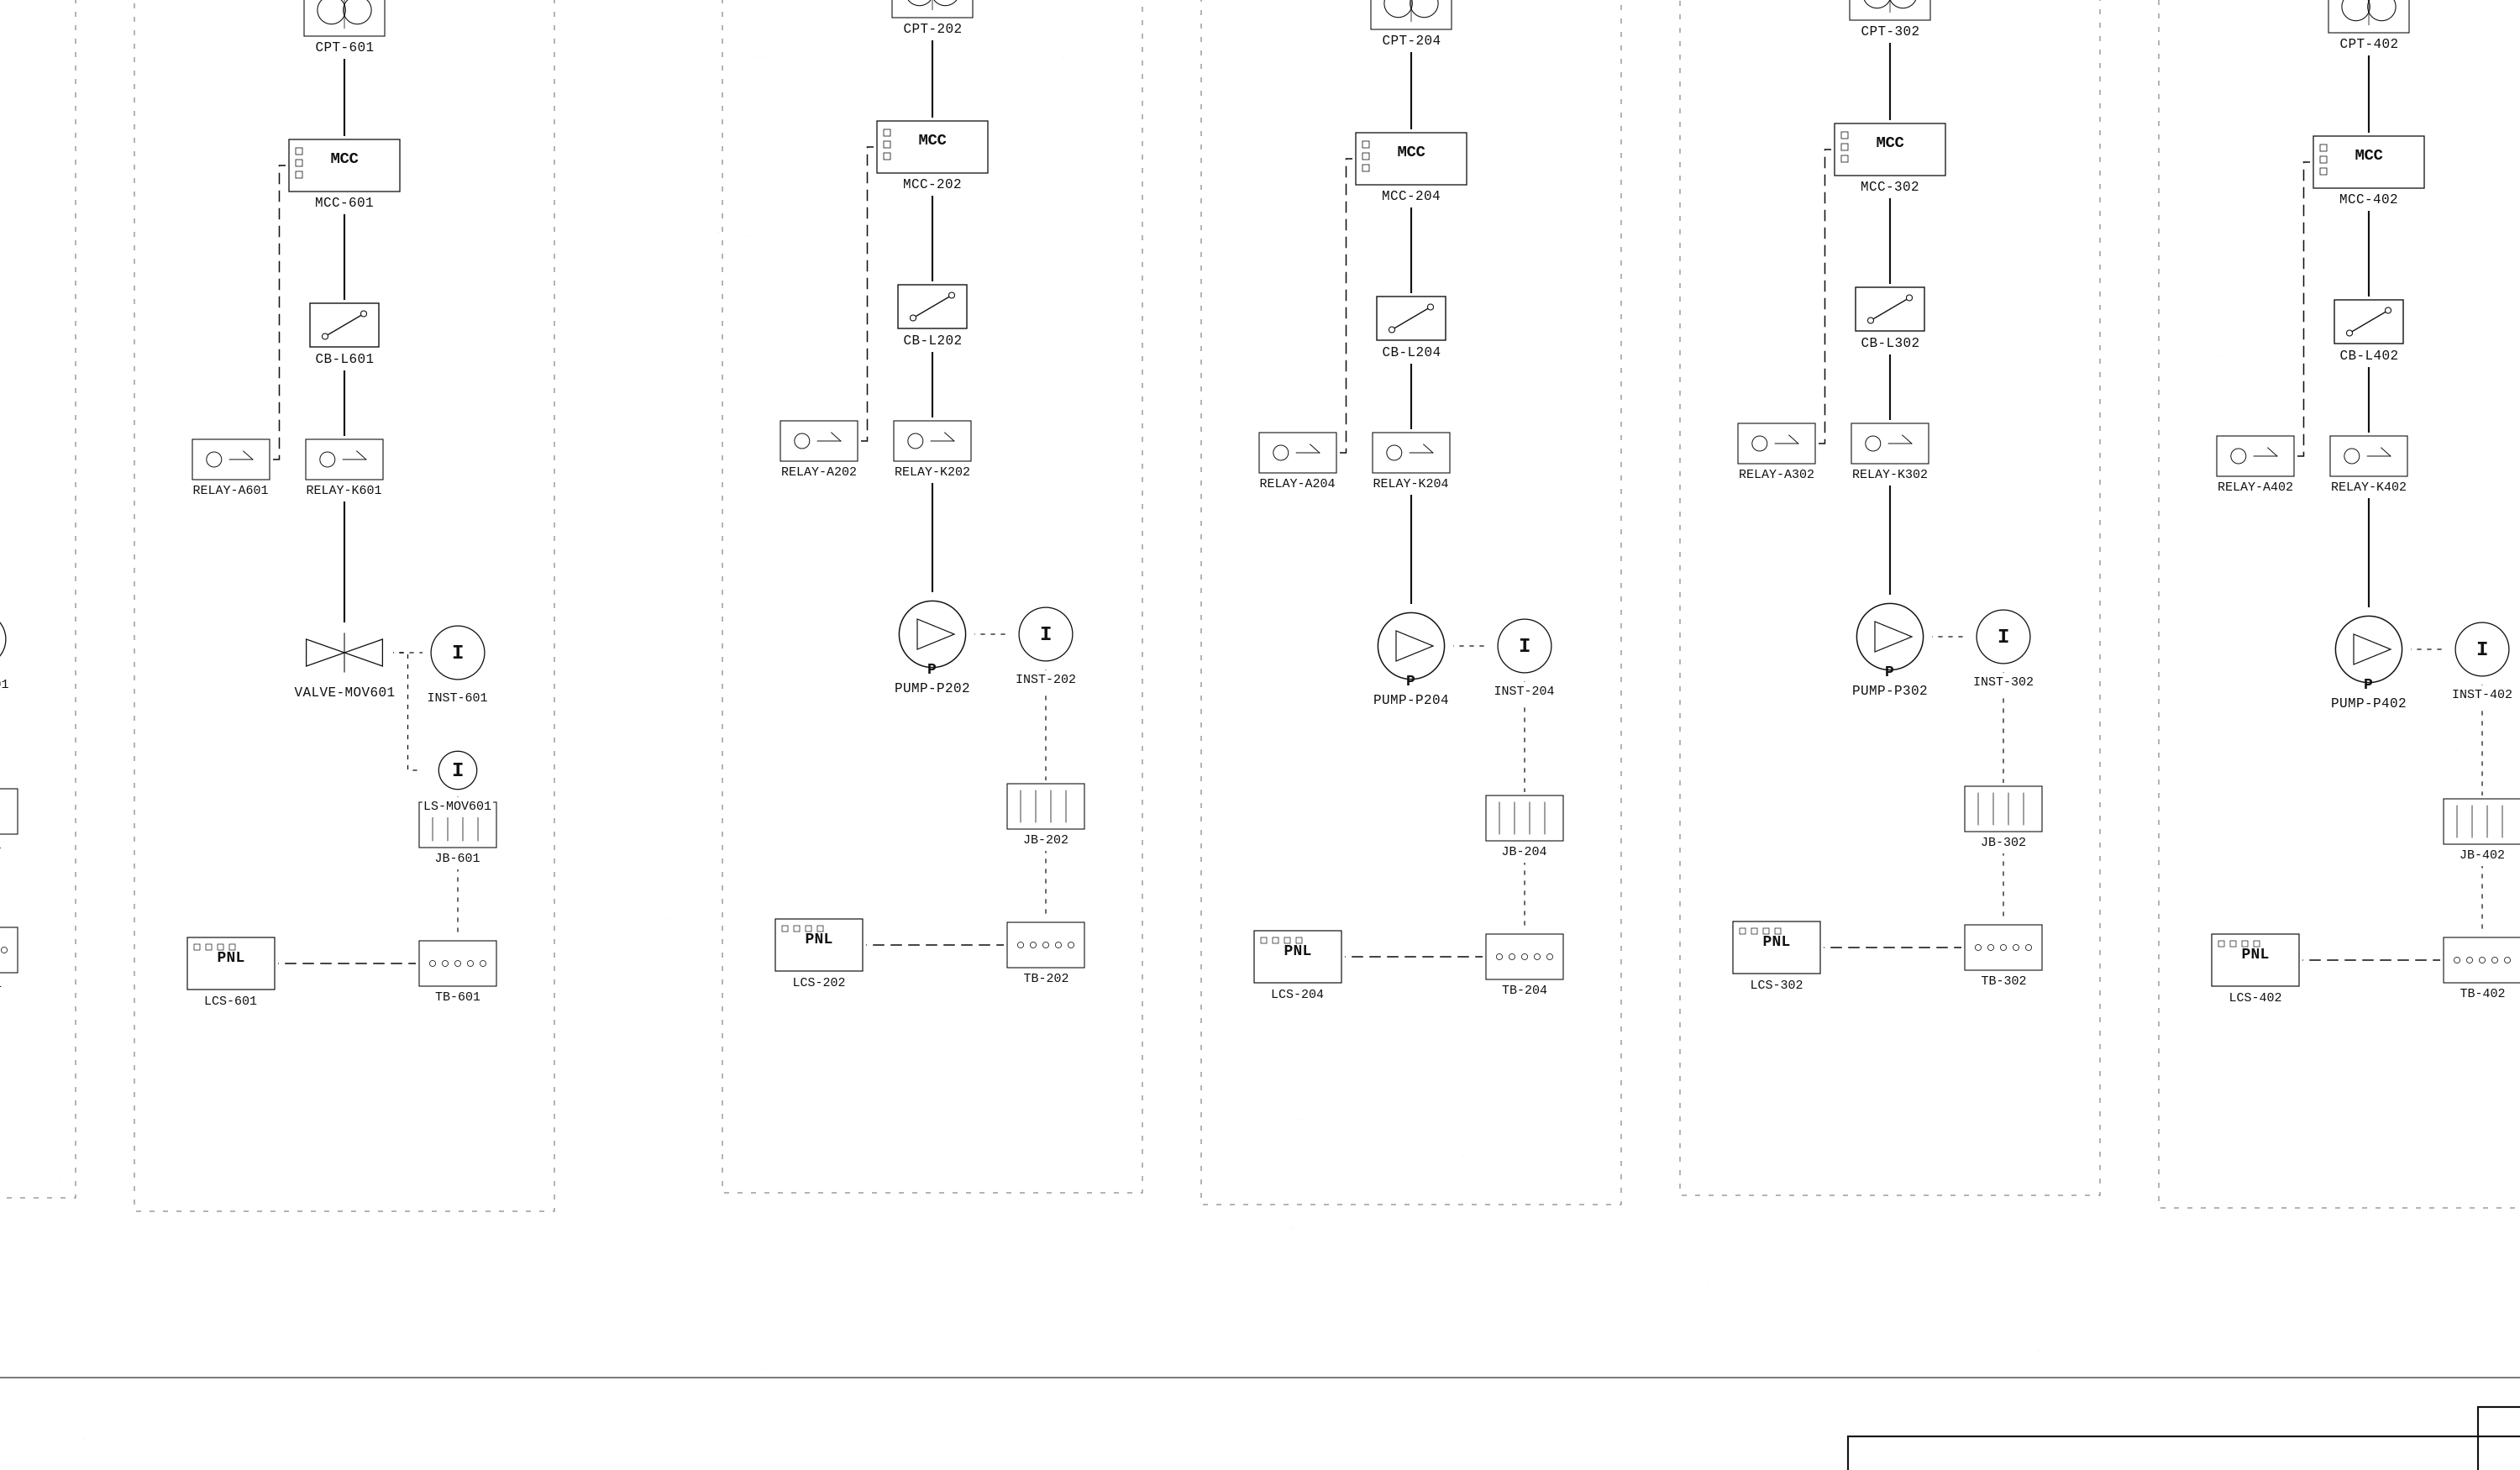 CPT-601
MCC
MCC-601
CB-L601
RELAY-A601 RELAY-K601
I
VALVE-MOV601
INST-601
I
LS-MOV601
JB-601
PNL
LCS-601
TB-601
CPT-202
MCC
MCC-202
CB-L202
RELAY-A202 RELAY-K202
I
P
PUMP-P202
INST-202
JB-202
PNL
LCS-202
TB-202
CPT-204
MCC
MCC-204
CB-L204
RELAY-A204 RELAY-K204
I
P
PUMP-P204
INST-204
JB-204
PNL
LCS-204
TB-204
CPT-302
MCC
MCC-302
CB-L302
RELAY-A302 RELAY-K302
I
P
PUMP-P302
INST-302
JB-302
PNL
LCS-302
TB-302
CPT-402
MCC
MCC-402
CB-L402
RELAY-A402 RELAY-K402
I
P
PUMP-P402
INST-402
JB-402
PNL
LCS-402
TB-402